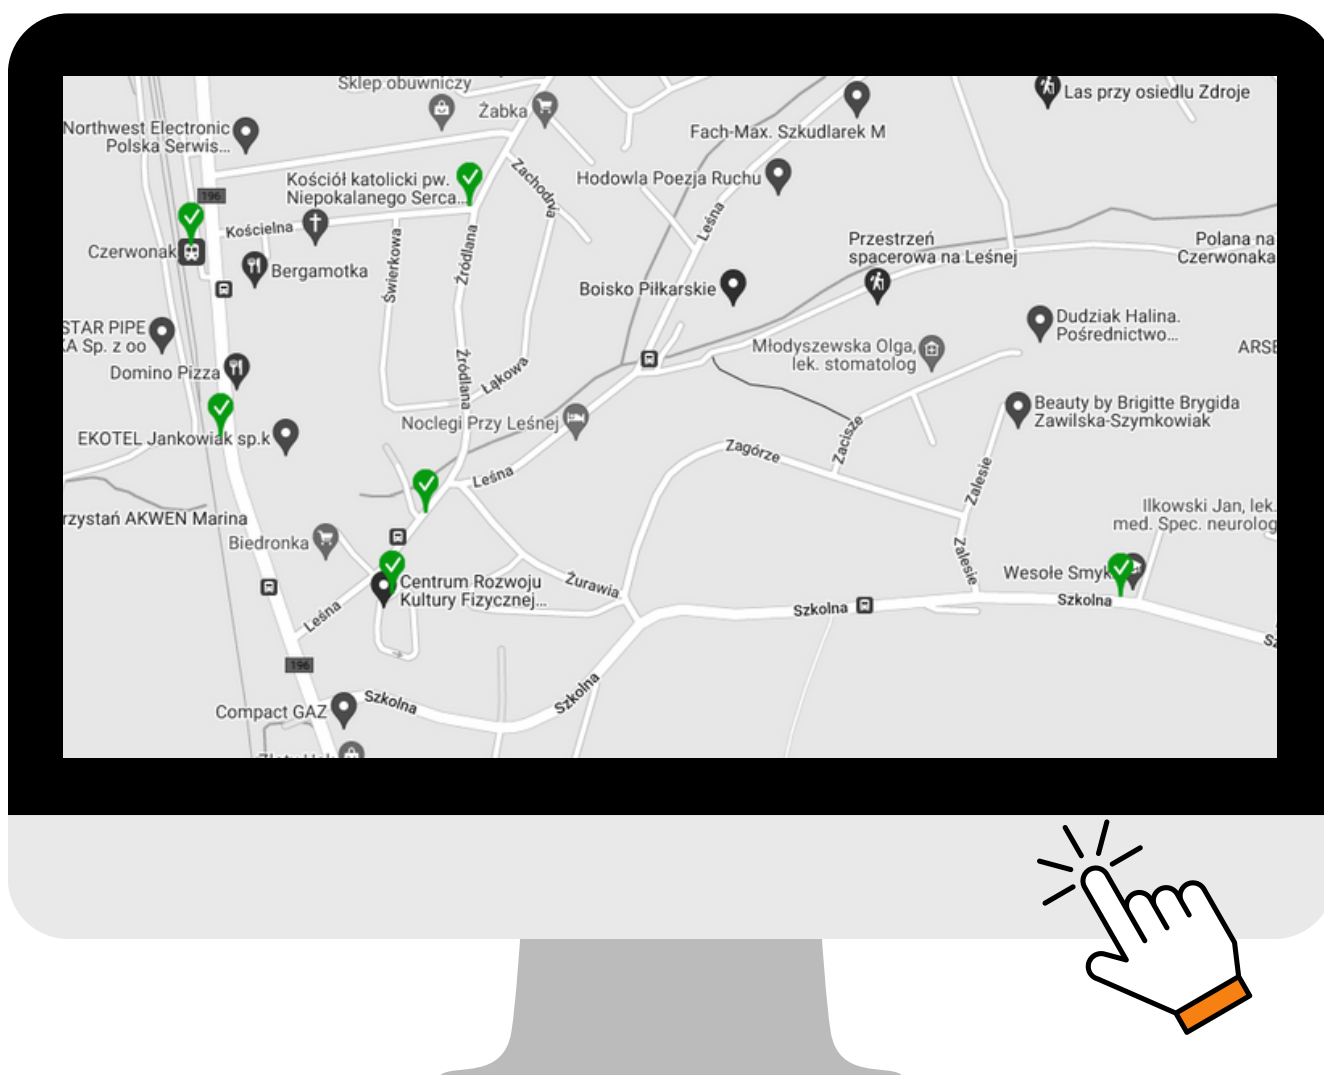 Sklep obuwniczy
Żabka
Las przy osiedlu Zdroje
Northwest Electronic
Polska Serwis...
Fach-Max. Szkudlarek M
Kościół katolicki pw.
Niepokalanego Serca...
Zachodnia
Hodowla Poezja Ruchu
196
Kościelna
Leśna
Czerwonak
Bergamotka
Świerkowa
Źródlana
Przestrzeń
spacerowa na Leśnej
Polana na
Czerwonaka
Boisko Piłkarskie
STAR PIPE
KA Sp. z oo
Dudziak Halina.
Pośrednictwo...
Domino Pizza
Źródlana
Łąkowa
Młodyszewska Olga,
lek. stomatolog
ARSE
Noclegi Przy Leśnej
Beauty by Brigitte Brygida
Zawilska-Szymkowiak
EKOTEL Jankowiak sp.k
Zacisze
Zagórze
Leśna
Zalesie
rzystań AKWEN Marina
Ilkowski Jan, lek.
med. Spec. neurolog
Biedronka
Zalesie
Centrum Rozwoju
Kultury Fizycznej...
Żurawia
Wesołe Smyk
Leśna
Szkolna
Szkolna
Sz
196
Compact GAZ
Szkolna
Szkolna